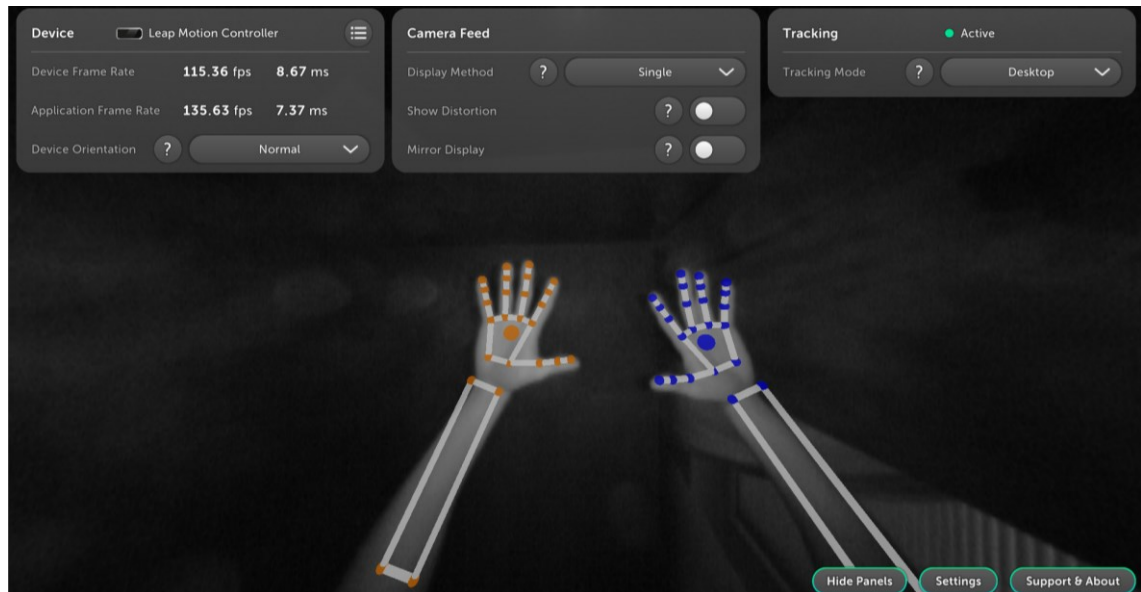 Device Leap Motion Controller
Device Frame Rate 115.36 fps 8.67 ms
Application Frame Rate 135.63 fps 7.37 ms
Device Orientation ? Normal
Camera Feed
Display Method ? Single
Show Distortion ?
Mirror Display ?
Tracking Active
Tracking Mode ? Desktop
Hide Panels Settings Support & About